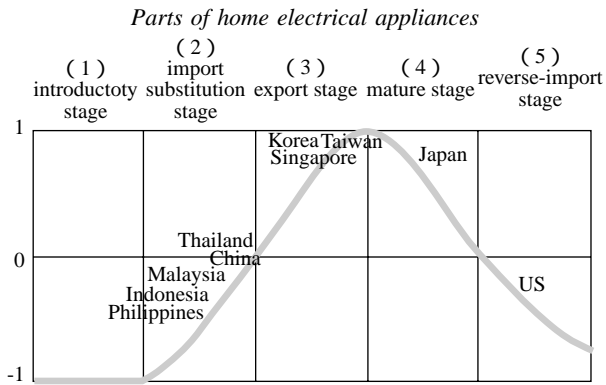 Parts of home electrical appliances
( 1 )
introductoty
stage
( 2 )
import
substitution
stage
( 3 )
export stage
( 4 )
mature stage
( 5 )
reverse-import
stage
1
Korea Taiwan
Singapore
Japan
Thailand
China
0
Malaysia
Indonesia
Philippines
US
-1